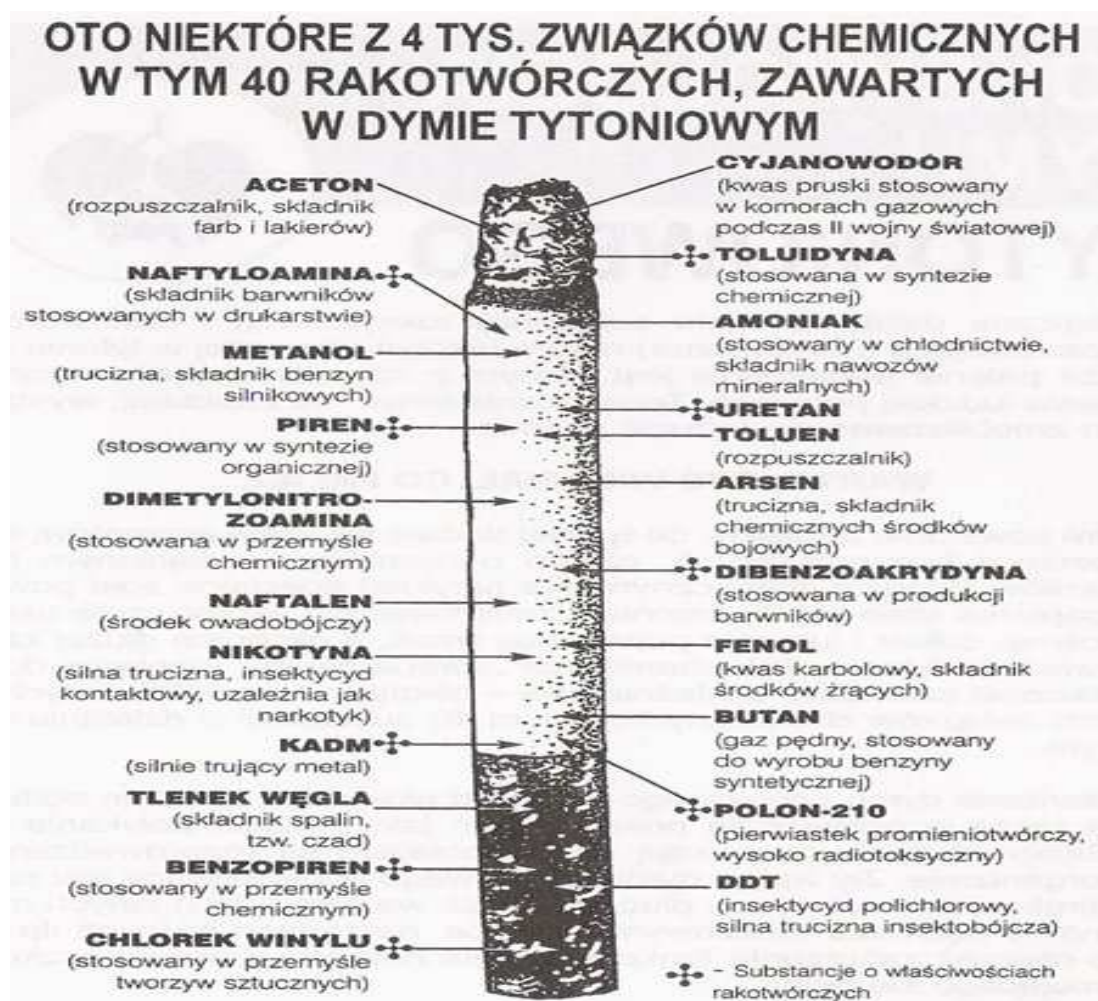 OTO NIEKTÓRE Z 4 TYS. ZWIĄZKÓW CHEMICZNYCH
W TYM 40 RAKOTWÓRCZYCH, ZAWARTYCH
W DYMIE TYTONIOWYM
ACETON
(rozpuszczalnik, składnik
farb i lakierów)
NAFTYLOAMINA
(składnik barwników
stosowanych w drukarstwie)
METANOL
(trucizna, składnik benzyn
silnikowych)
PIREN
(stosowany w syntezie
organicznej)
DIMETYLONITRO-
ZOAMINA
(stosowana w przemyśle
chemicznym)
NAFTALEN
(środek owadobójczy)
NIKOTYNA
(silna trucizna, insektycyd
kontaktowy, uzależnia jak
narkotyk)
KADM
(silnie trujący metal)
TLENEK WĘGLA
(składnik spalin,
tzw. czad)
BENZOPIREN
(stosowany w przemyśle
chemicznym)
CHLOREK WINYLU
(stosowany w przemyśle
tworzyw sztucznych)
CYJANOWODÓR
(kwas pruski stosowany
w komorach gazowych
podczas II wojny światowej)
TOLUIDYNA
(stosowana w syntezie
chemicznej)
AMONIAK
(stosowany w chłodnictwie,
składnik nawozów
mineralnych)
URETAN
TOLUEN
(rozpuszczalnik)
ARSEN
(trucizna, składnik
chemicznych środków
bojowych)
DIBENZOAKRYDYNA
(stosowana w produkcji
barwników)
FENOL
(kwas karbolowy, składnik
środków żrących)
BUTAN
(gaz pędny, stosowany
do wyrobu benzyny
syntetycznej)
POLON-210
(pierwiastek promieniotwórczy,
wysoko radiotoksyczny)
DDT
(insektycyd polichlorowy,
silna trucizna insektobójcza)
- Substancje o właściwościach
rakotwórczych